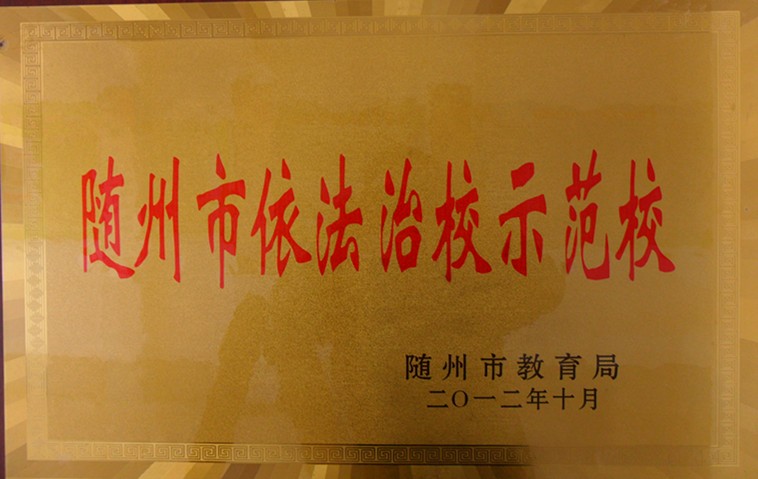 随州市依法治校示范校
随州市教育局
二〇一二年十月